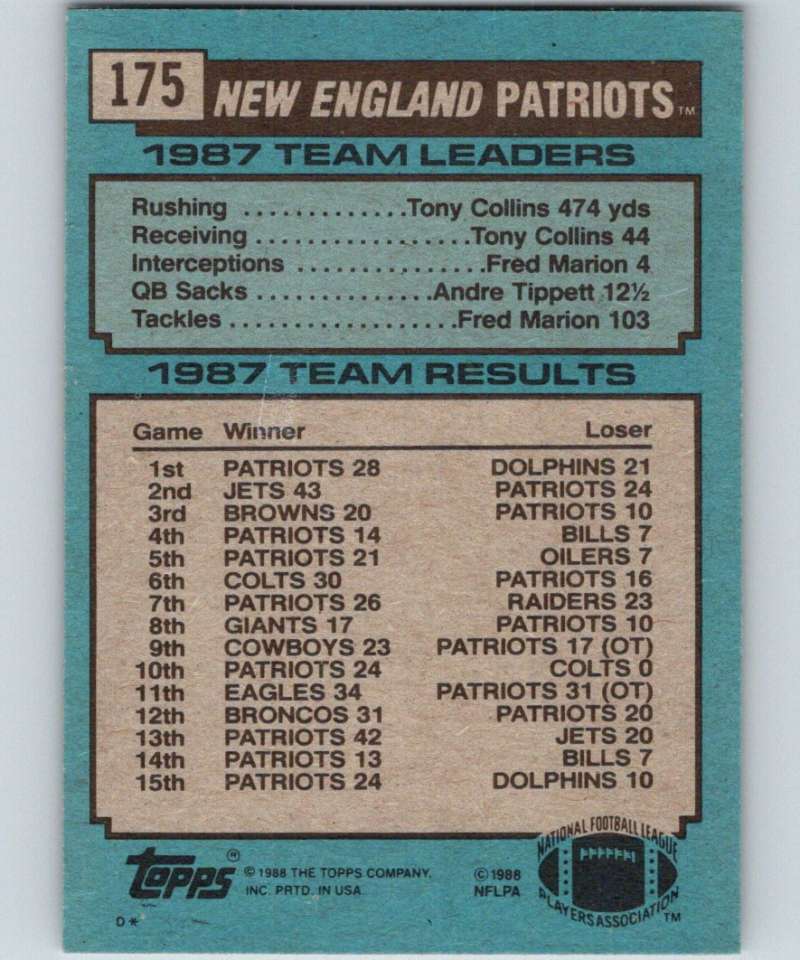 175 NEW ENGLAND PATRIOTS™
1987 TEAM LEADERS
Rushing ............Tony Collins 474 yds
Receiving ..................Tony Collins 44
Interceptions ..............Fred Marion 4
QB Sacks ..............Andre Tippett 12½
Tackles ...................Fred Marion 103
1987 TEAM RESULTS
Game Winner Loser
1st PATRIOTS 28 DOLPHINS 21
2nd JETS 43 PATRIOTS 24
3rd BROWNS 20 PATRIOTS 10
4th PATRIOTS 14 BILLS 7
5th PATRIOTS 21 OILERS 7
6th COLTS 30 PATRIOTS 16
7th PATRIOTS 26 RAIDERS 23
8th GIANTS 17 PATRIOTS 10
9th COWBOYS 23 PATRIOTS 17 (OT)
10th PATRIOTS 24 COLTS 0
11th EAGLES 34 PATRIOTS 31 (OT)
12th BRONCOS 31 PATRIOTS 20
13th PATRIOTS 42 JETS 20
14th PATRIOTS 13 BILLS 7
15th PATRIOTS 24 DOLPHINS 10
Topps®
© 1988 THE TOPPS COMPANY,
INC. PRTD. IN USA
© 1988
NFLPA
NATIONAL FOOTBALL LEAGUE
PLAYERS ASSOCIATION™
D*